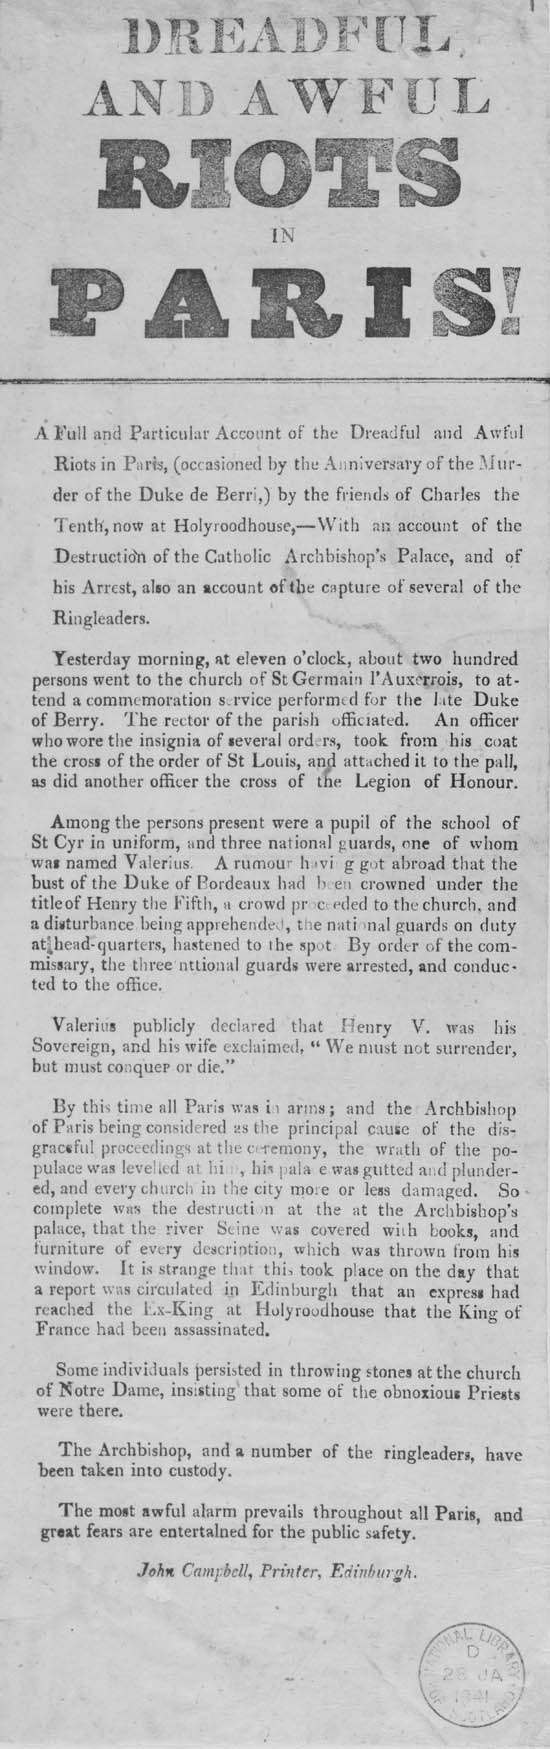 DREADFUL
AND AWFUL
RIOTS
IN
PARIS!
A Full and Particular Account of the Dreadful and Awful
Riots in Paris, (occasioned by the Anniversary of the Mur-
der of the Duke de Berri,) by the friends of Charles the
Tenth, now at Holyroodhouse,—With an account of the
Destruction of the Catholic Archbishop's Palace, and of
his Arrest, also an account of the capture of several of the
Ringleaders.
Yesterday morning, at eleven o'clock, about two hundred
persons went to the church of St Germain l'Auxerrois, to at-
tend a commemoration service performed for the late Duke
of Berry. The rector of the parish officiated. An officer
who wore the insignia of several orders, took from his coat
the cross of the order of St Louis, and attached it to the pall,
as did another officer the cross of the Legion of Honour.
Among the persons present were a pupil of the school of
St Cyr in uniform, and three national guards, one of whom
was named Valerius. A rumour havi g got abroad that the
bust of the Duke of Bordeaux had been crowned under the
title of Henry the Fifth, a crowd proceeded to the church, and
a disturbance being apprehended, the national guards on duty
at head-quarters, hastened to the spot. By order of the com-
missary, the three nttional guards were arrested, and conduc-
ted to the office.
Valerius publicly declared that Henry V. was his
Sovereign, and his wife exclaimed, "We must not surrender,
but must conquer or die."
By this time all Paris was in arms; and the Archbishop
of Paris being considered as the principal cause of the dis-
graceful proceedings at the ceremony, the wrath of the po-
pulace was levelled at him, his pala e was gutted and plunder-
ed, and every church in the city more or less damaged. So
complete was the destruction at the at the Archbishop's
palace, that the river Seine was covered with books, and
furniture of every description, which was thrown from his
window. It is strange that this took place on the day that
a report was circulated in Edinburgh that an express had
reached the Ex-King at Holyroodhouse that the King of
France had been assassinated.
Some individuals persisted in throwing stones at the church
of Notre Dame, insisting that some of the obnoxious Priests
were there.
The Archbishop, and a number of the ringleaders, have
been taken into custody.
The most awful alarm prevails throughout all Paris, and
great fears are entertalned for the public safety.
John Campbell, Printer, Edinburgh.
NATIONAL LIBRARY
D
28 JA
1941
OF SCOTLAND